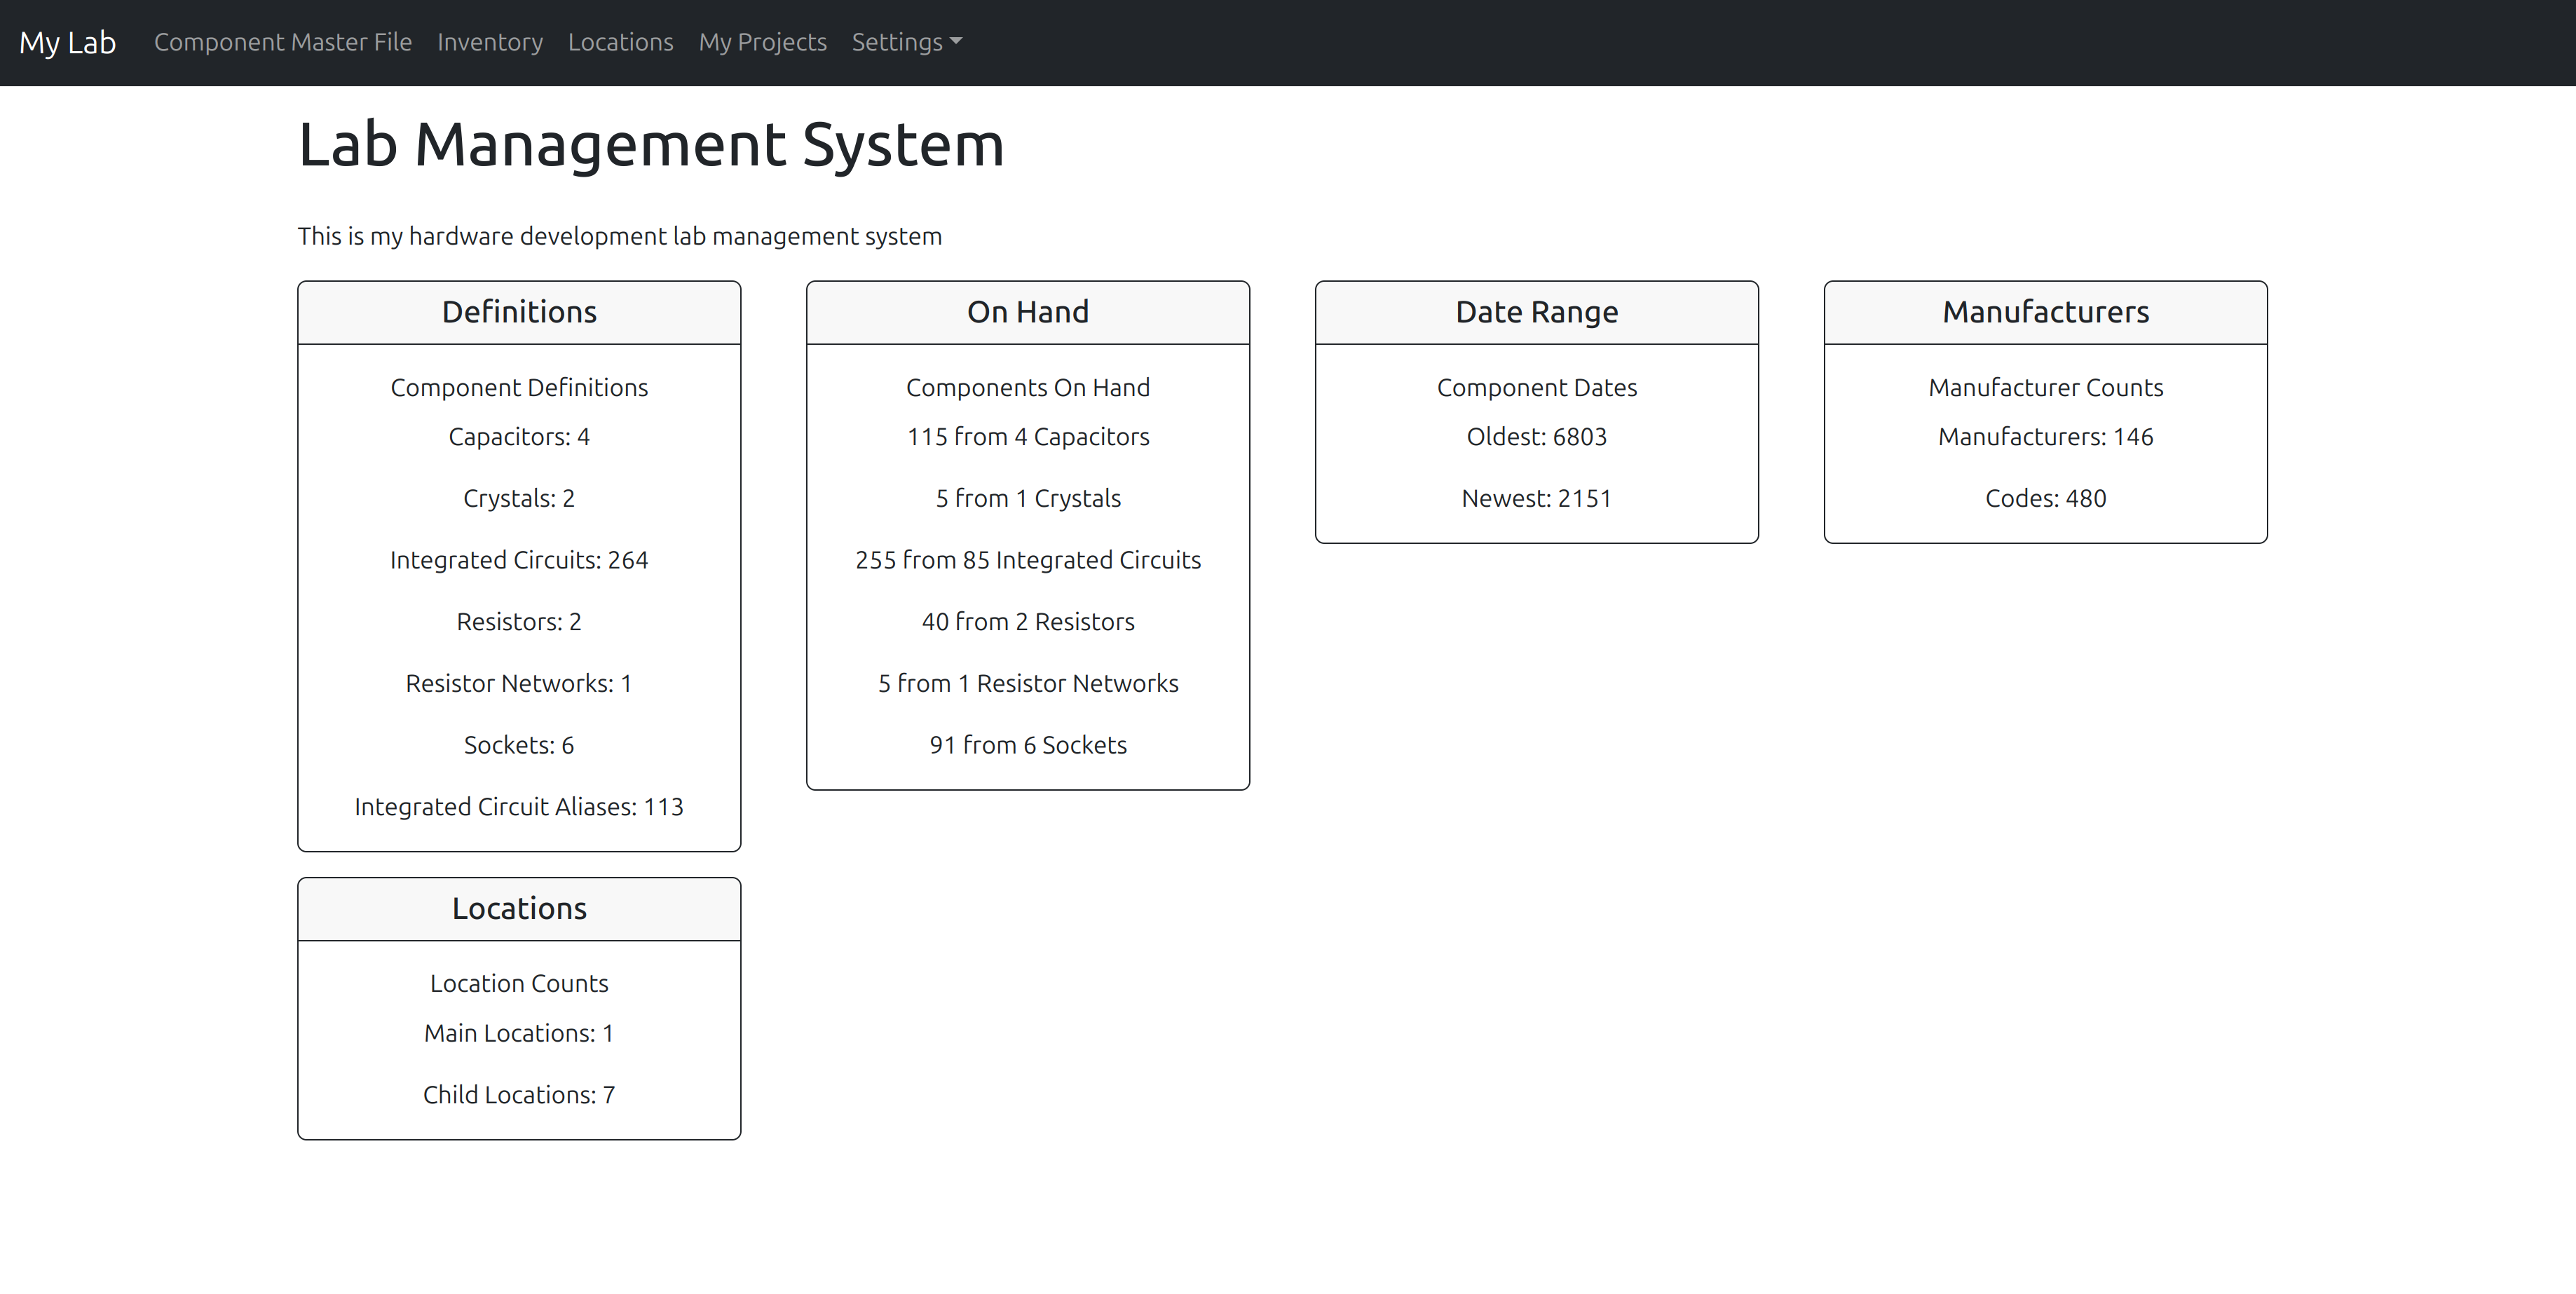 My Lab Component Master File Inventory Locations My Projects Settings
Lab Management System
This is my hardware development lab management system
Definitions
Component Definitions
Capacitors: 4
Crystals: 2
Integrated Circuits: 264
Resistors: 2
Resistor Networks: 1
Sockets: 6
Integrated Circuit Aliases: 113
On Hand
Components On Hand
115 from 4 Capacitors
5 from 1 Crystals
255 from 85 Integrated Circuits
40 from 2 Resistors
5 from 1 Resistor Networks
91 from 6 Sockets
Date Range
Component Dates
Oldest: 6803
Newest: 2151
Manufacturers
Manufacturer Counts
Manufacturers: 146
Codes: 480
Locations
Location Counts
Main Locations: 1
Child Locations: 7